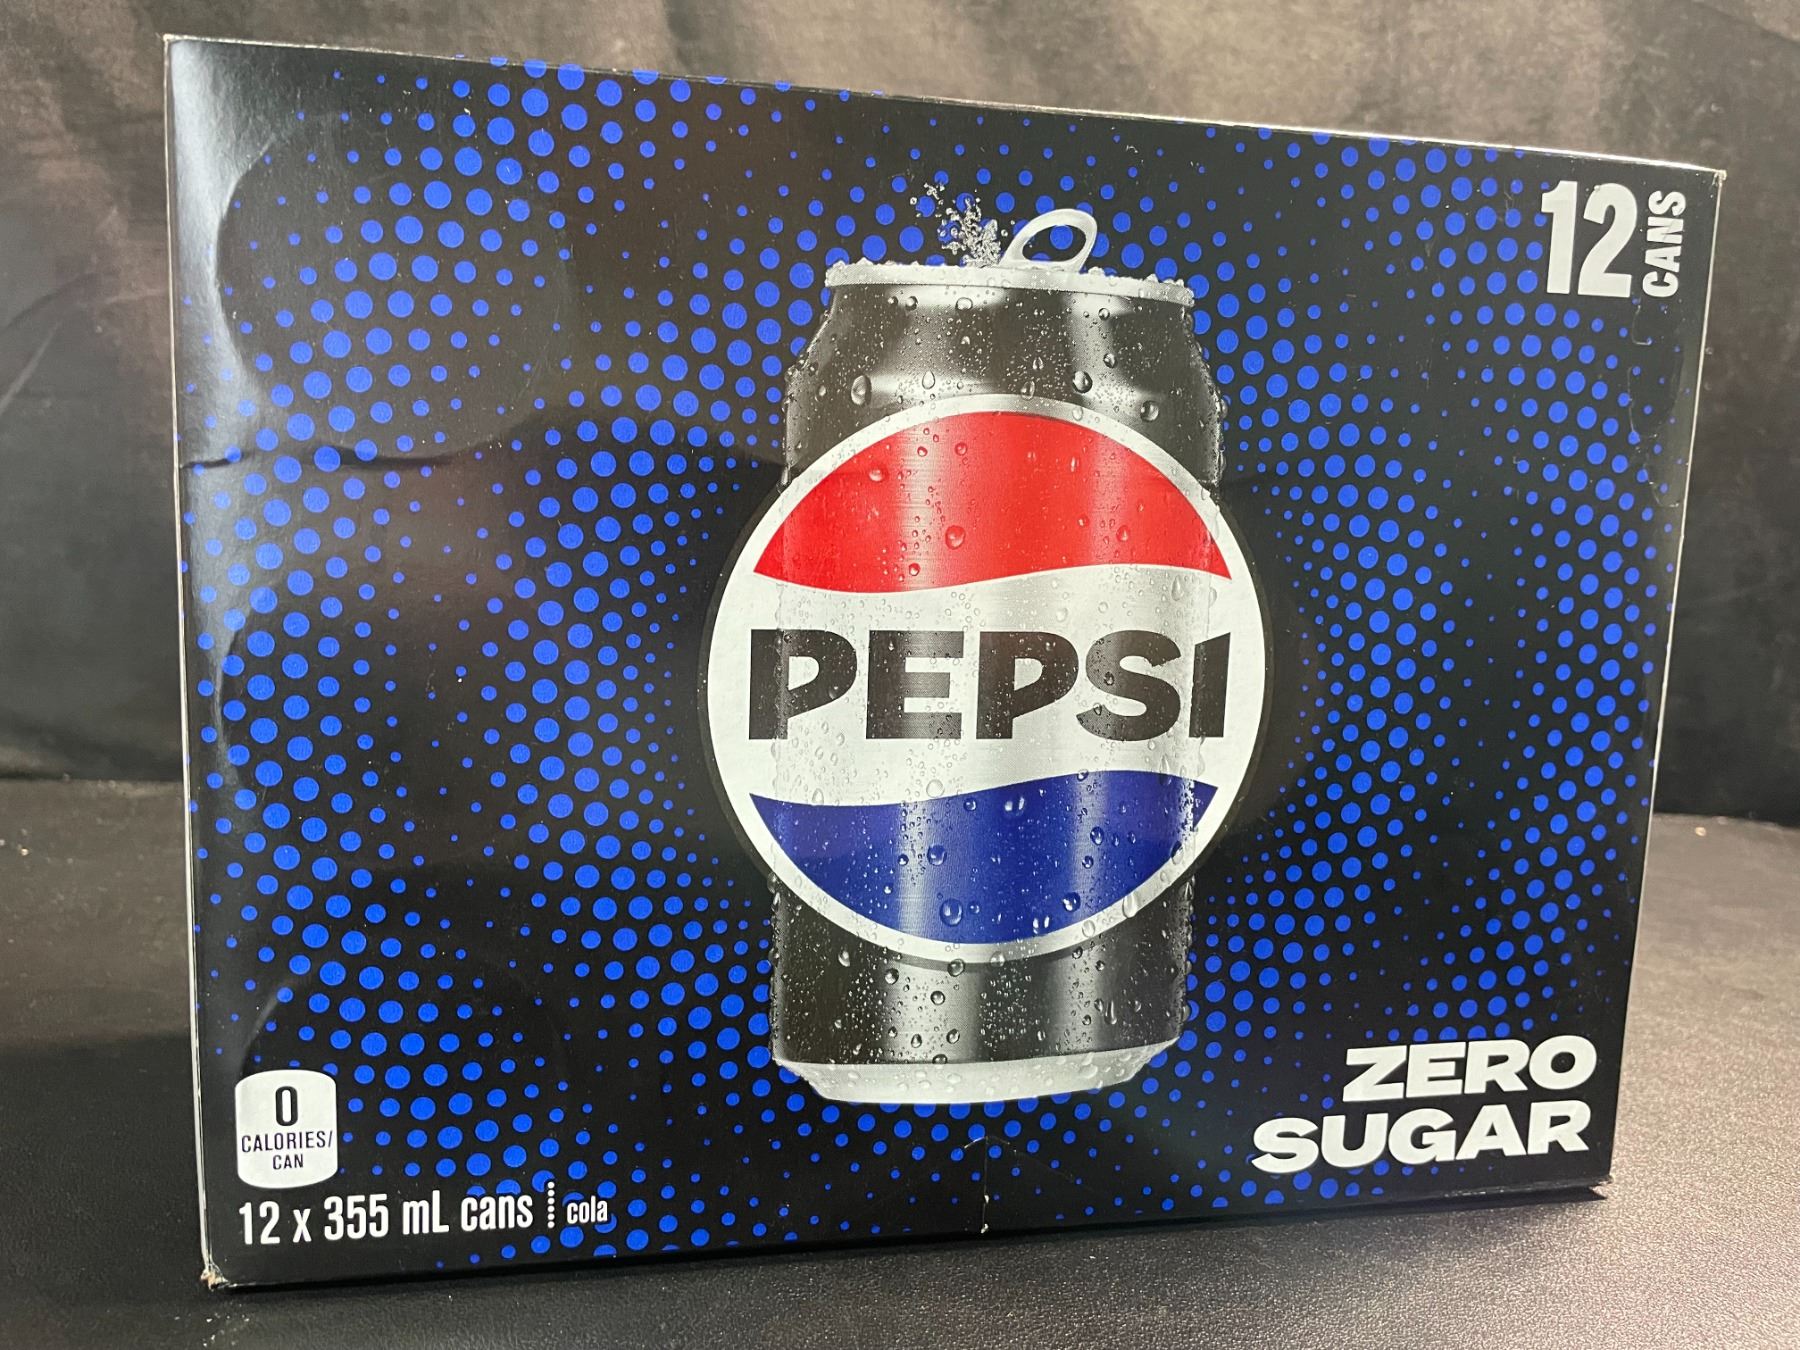 12 CANS
PEPSI
ZERO
SUGAR
0
CALORIES/
CAN
12 x 355 mL cans cola